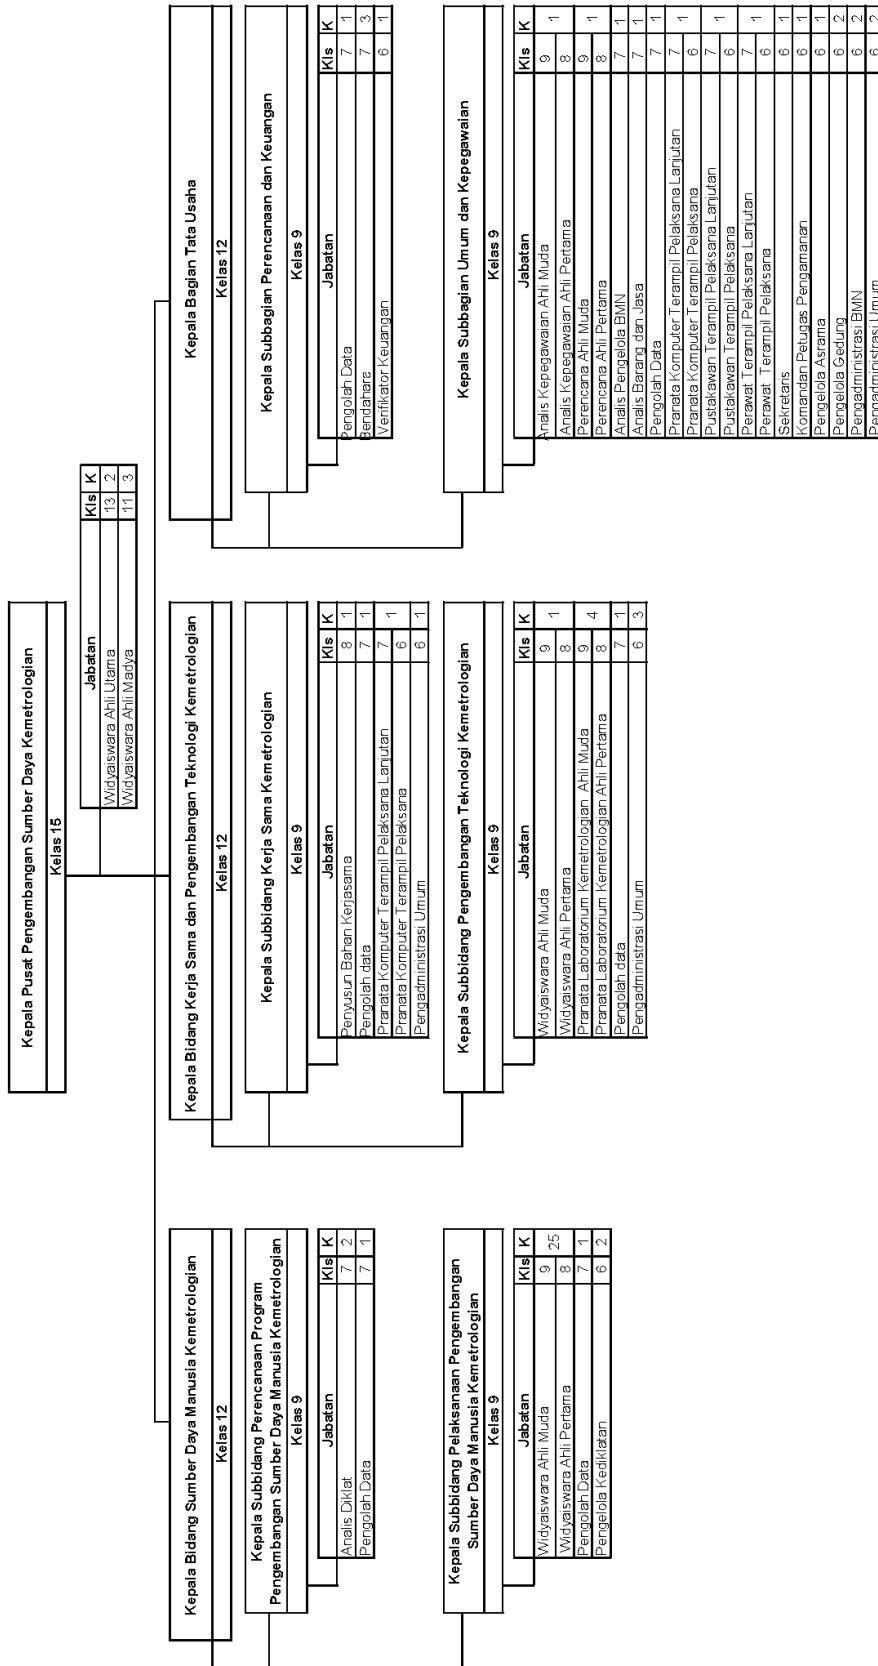 Kepala Pusat Pengembangan Sumber Daya Kemetrologian
Kelas 15
Jabatan Kls K
Widyaiswara Ahli Utama 13 2
Widyaiswara Ahli Madya 11 3
Kepala Bidang Sumber Daya Manusia Kemetrologian
Kelas 12
Kepala Subbidang Perencanaan Program
Pengembangan Sumber Daya Manusia Kemetrologian
Kelas 9
Jabatan Kls K
Analis Diklat 7 2
Pengolah Data 7 1
Kepala Subbidang Pelaksanaan Pengembangan
Sumber Daya Manusia Kemetrologian
Kelas 9
Jabatan Kls K
Widyaiswara Ahli Muda 9 25
Widyaiswara Ahli Pertama 8
Pengolah Data 7 1
Pengelola Kediklatan 6 2
Kepala Bidang Kerja Sama dan Pengembangan Teknologi Kemetrologian
Kelas 12
Kepala Subbidang Kerja Sama Kemetrologian
Kelas 9
Jabatan Kls K
Penyusun Bahan Kerjasama 8 1
Pengolah data 7 1
Pranata Komputer Terampil Pelaksana Lanjutan 7 1
Pranata Komputer Terampil Pelaksana 6
Pengadministrasi Umum 6 1
Kepala Subbidang Pengembangan Teknologi Kemetrologian
Kelas 9
Jabatan Kls K
Widyaiswara Ahli Muda 9 1
Widyaiswara Ahli Pertama 8
Pranata Laboratorium Kemetrologian Ahli Muda 9 4
Pranata Laboratorium Kemetrologian Ahli Pertama 8
Pengolah data 7 1
Pengadministrasi Umum 6 3
Kepala Bagian Tata Usaha
Kelas 12
Kepala Subbagian Perencanaan dan Keuangan
Kelas 9
Jabatan Kls K
Pengolah Data 7 1
Bendahara 7 3
Verifikator Keuangan 6 1
Kepala Subbagian Umum dan Kepegawaian
Kelas 9
Jabatan Kls K
Analis Kepegawaian Ahli Muda 9 1
Analis Kepegawaian Ahli Pertama 8
Perencana Ahli Muda 9 1
Perencana Ahli Pertama 8
Analis Pengelola BMN 7 1
Analis Barang dan Jasa 7 1
Pengolah Data 7 1
Pranata Komputer Terampil Pelaksana Lanjutan 7 1
Pranata Komputer Terampil Pelaksana 6
Pustakawan Terampil Pelaksana Lanjutan 7 1
Pustakawan Terampil Pelaksana 6
Perawat Terampil Pelaksana Lanjutan 7 1
Perawat Terampil Pelaksana 6
Sekretaris 6 1
Komandan Petugas Pengamanan 6 1
Pengelola Asrama 6 1
Pengelola Gedung 6 2
Pengadministrasi BMN 6 2
Pengadministrasi Umum 6 2